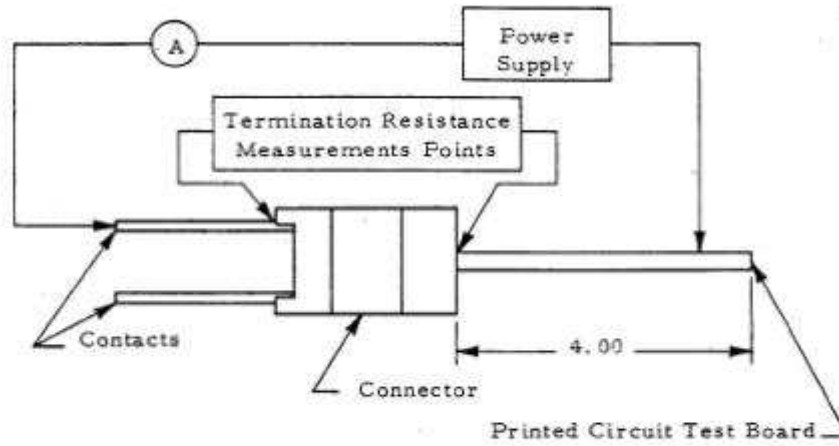 A
Power
Supply
Termination Resistance
Measurements Points
Contacts
4.00
Connector
Printed Circuit Test Board